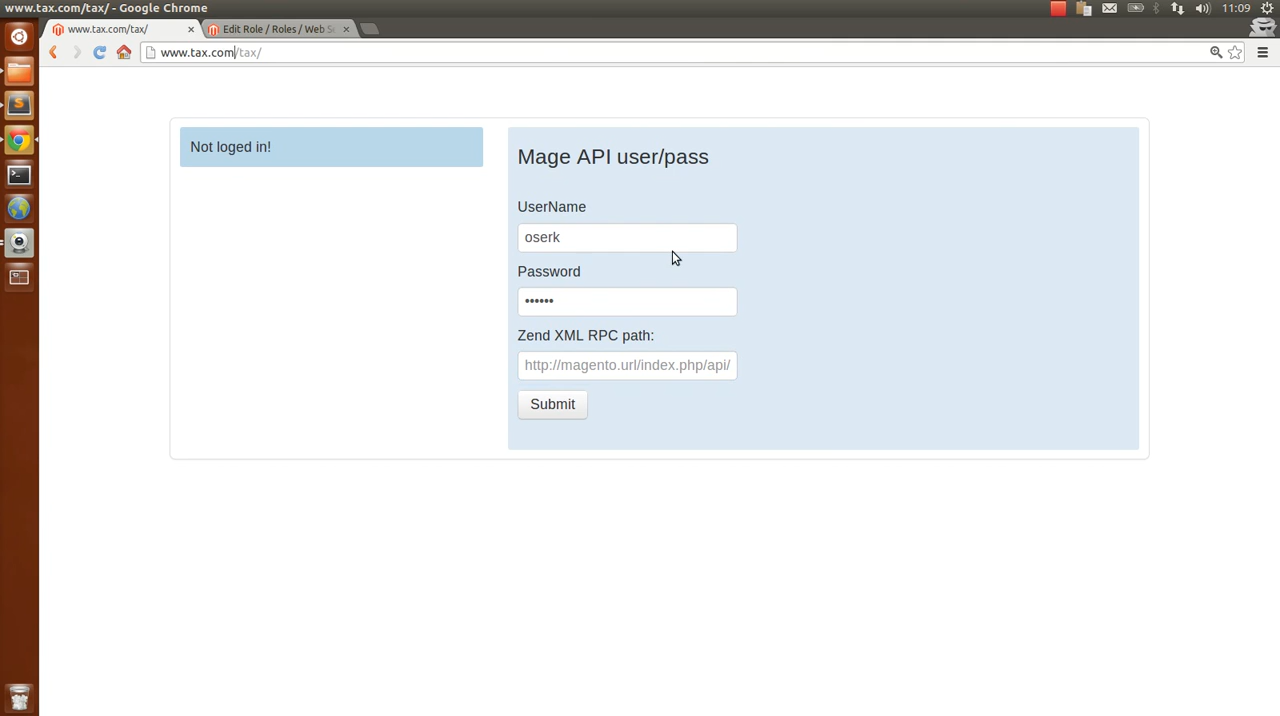 www.tax.com/tax/ - Google Chrome
11:09
www.tax.com/tax/
Edit Role / Roles / Web Se
www.tax.com/tax/
Not loged in!
Mage API user/pass
UserName
oserk
Password
••••••
Zend XML RPC path:
http://magento.url/index.php/api/
Submit